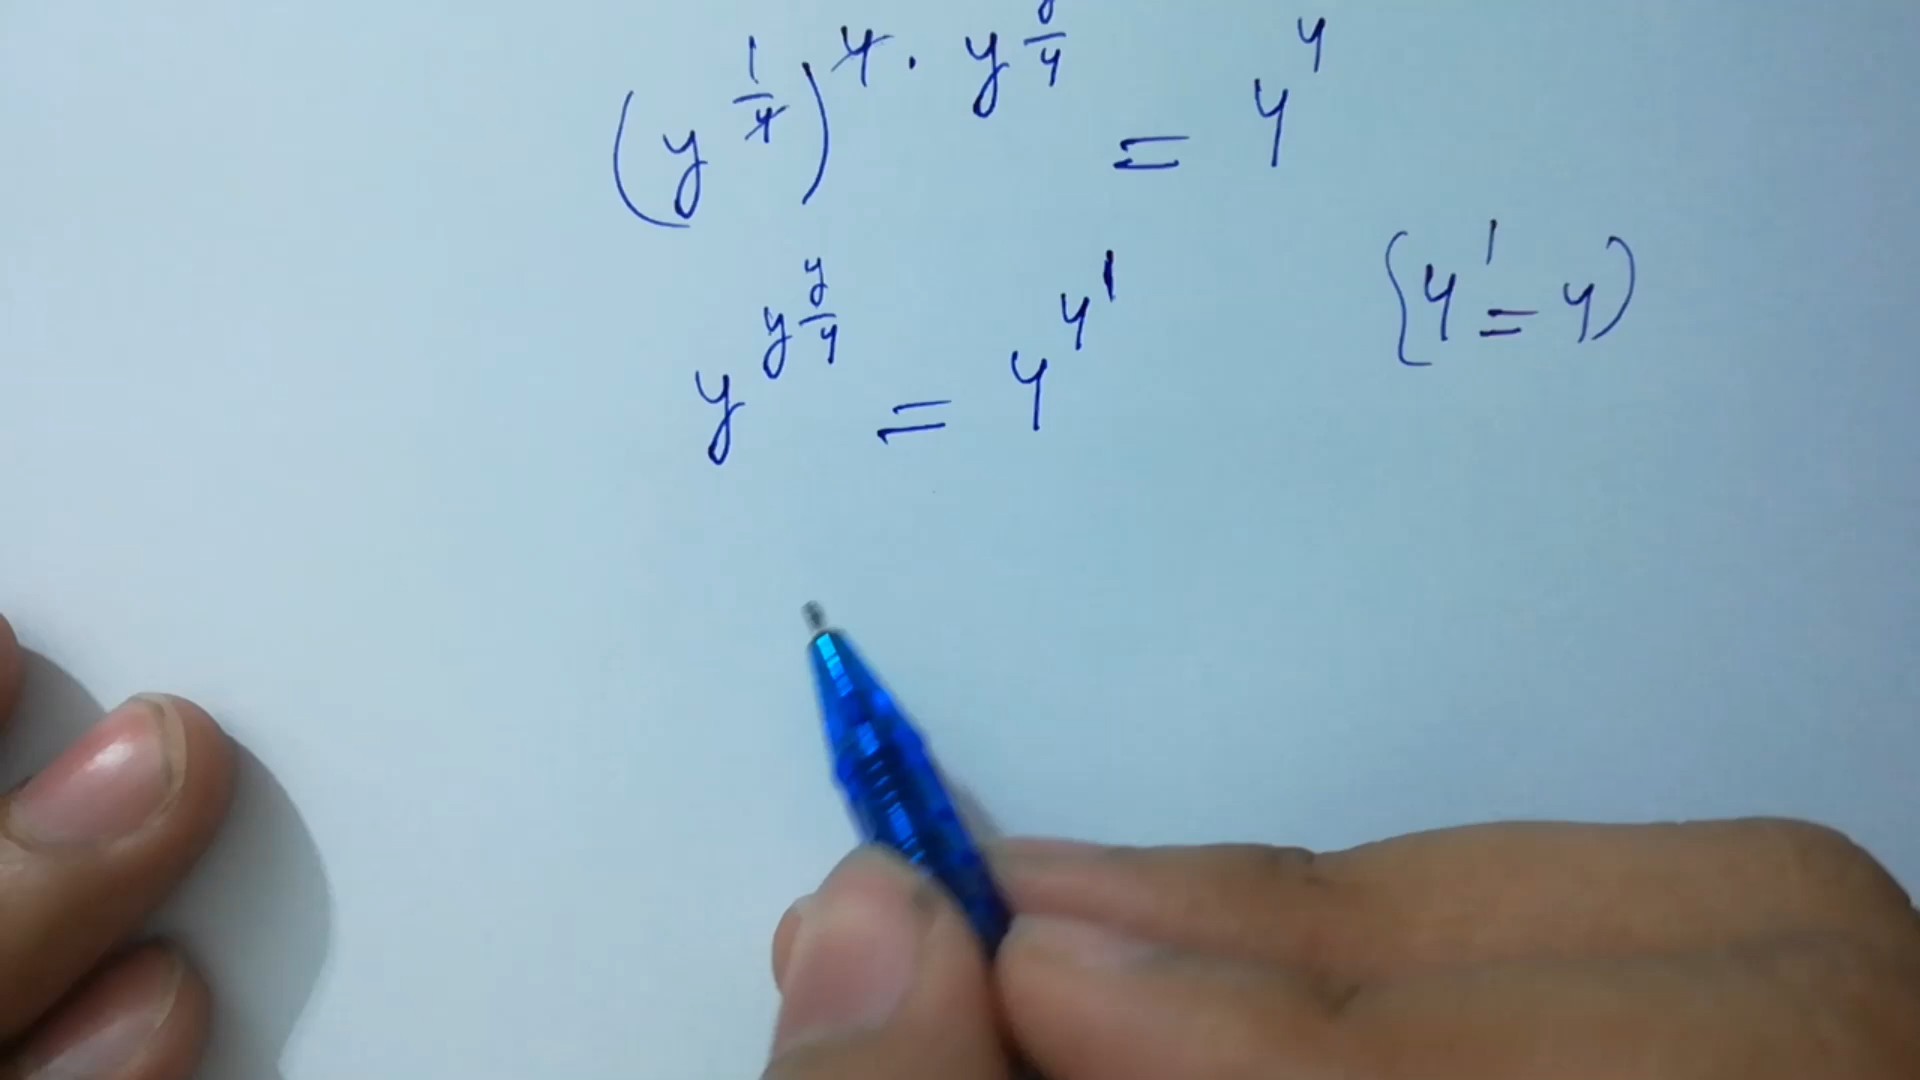 (y^{1/4})^{4 · y^{y/4}} = 4^4
y^{y^{y/4}} = 4^{4^1} (4^1 = 4)